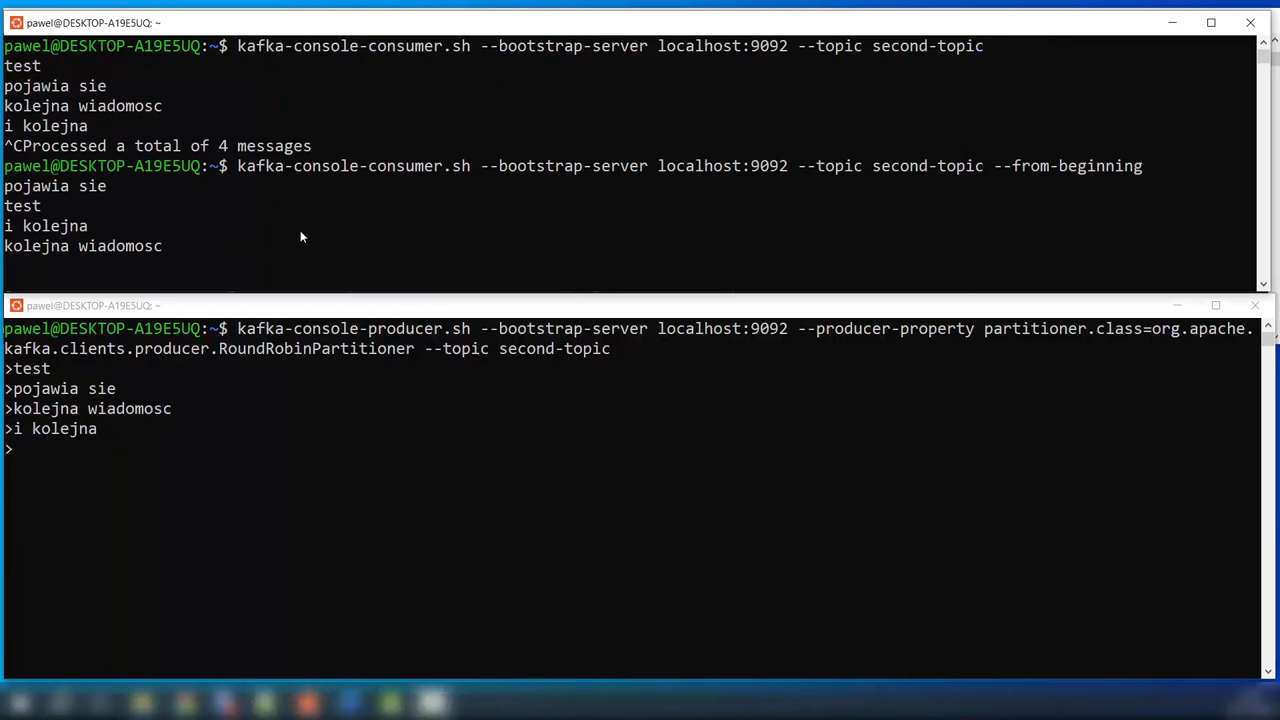 pawel@DESKTOP-A19E5UQ: ~
pawel@DESKTOP-A19E5UQ:~$ kafka-console-consumer.sh --bootstrap-server localhost:9092 --topic second-topic
test
pojawia sie
kolejna wiadomosc
i kolejna
^CProcessed a total of 4 messages
pawel@DESKTOP-A19E5UQ:~$ kafka-console-consumer.sh --bootstrap-server localhost:9092 --topic second-topic --from-beginning
pojawia sie
test
i kolejna
kolejna wiadomosc
pawel@DESKTOP-A19E5UQ: ~
pawel@DESKTOP-A19E5UQ:~$ kafka-console-producer.sh --bootstrap-server localhost:9092 --producer-property partitioner.class=org.apache.
kafka.clients.producer.RoundRobinPartitioner --topic second-topic
>test
>pojawia sie
>kolejna wiadomosc
>i kolejna
>